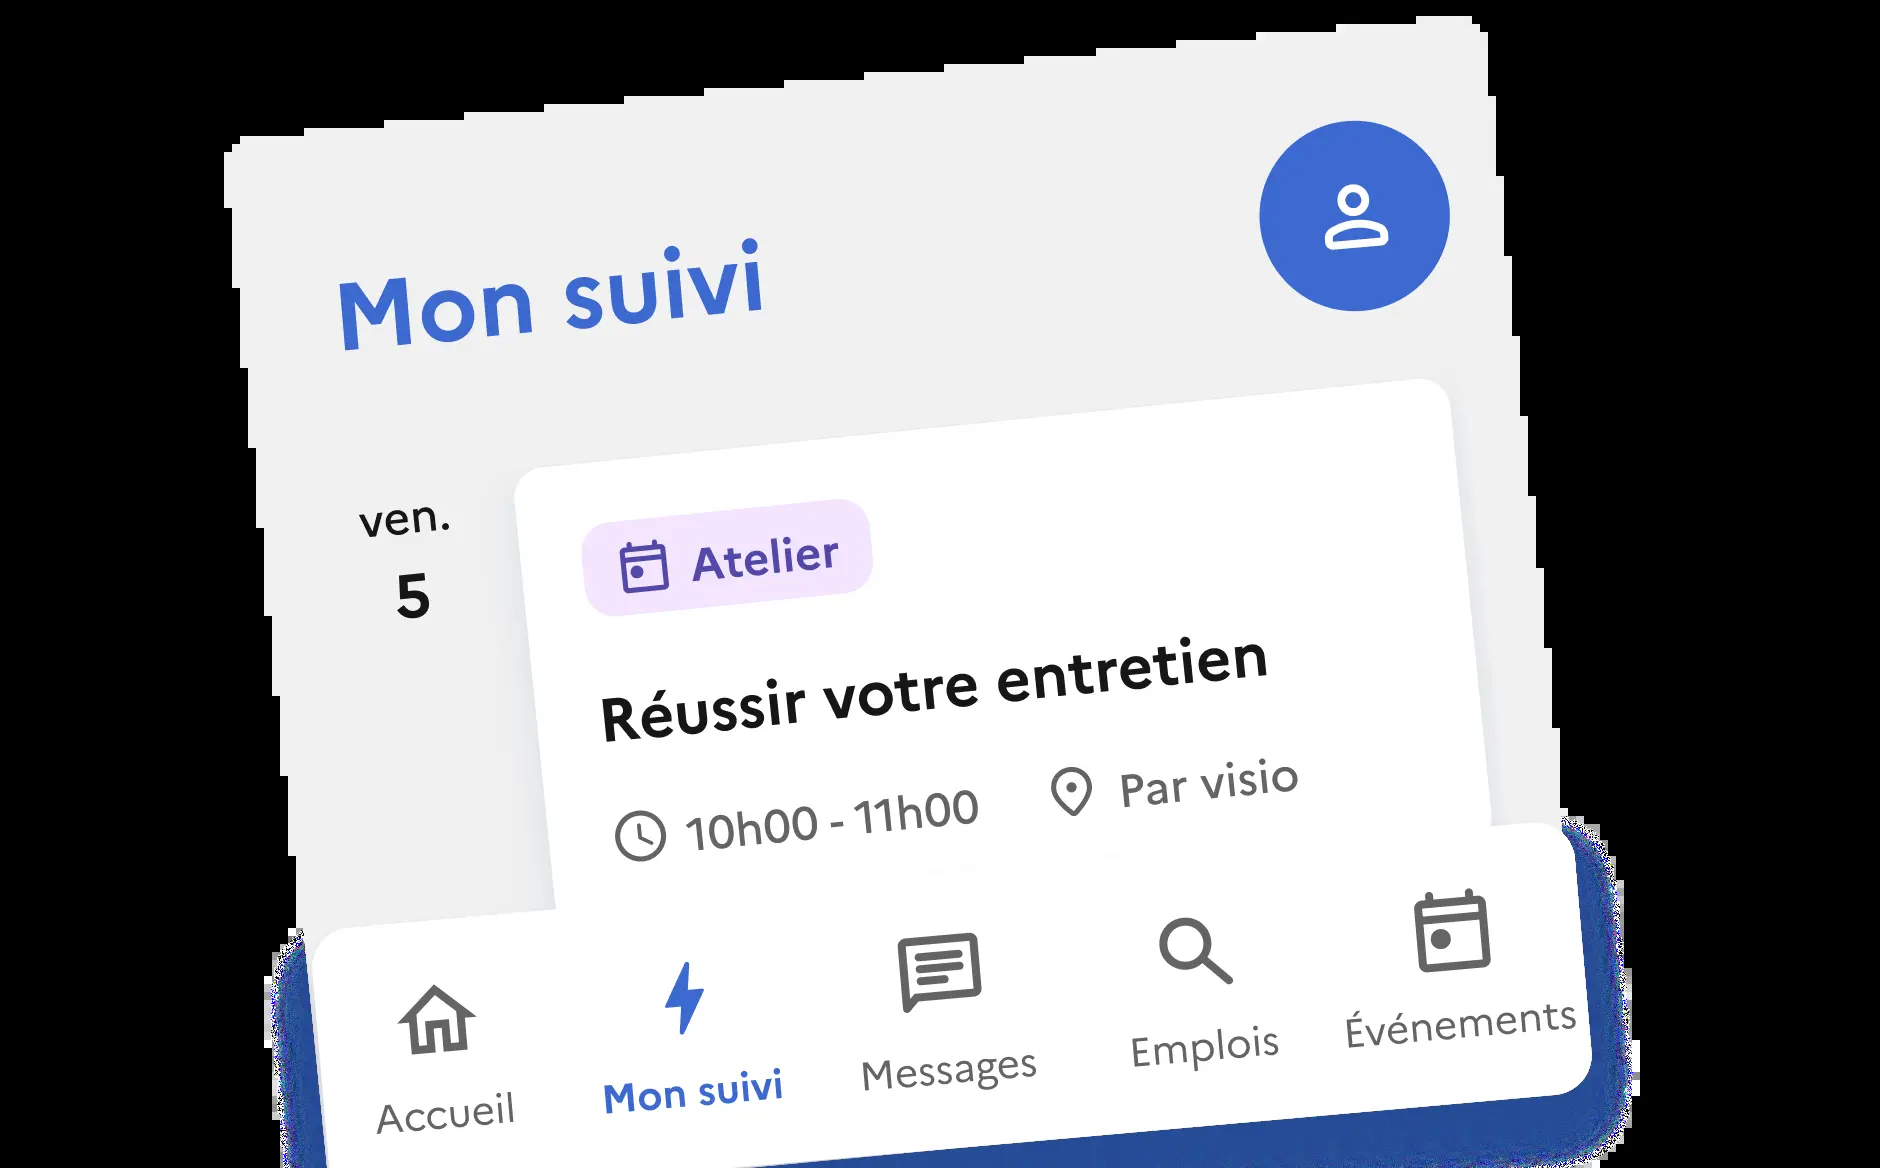 Mon suivi
ven.
5
Atelier
Réussir votre entretien
10h00 - 11h00
Par visio
Accueil
Mon suivi
Messages
Emplois
Événements